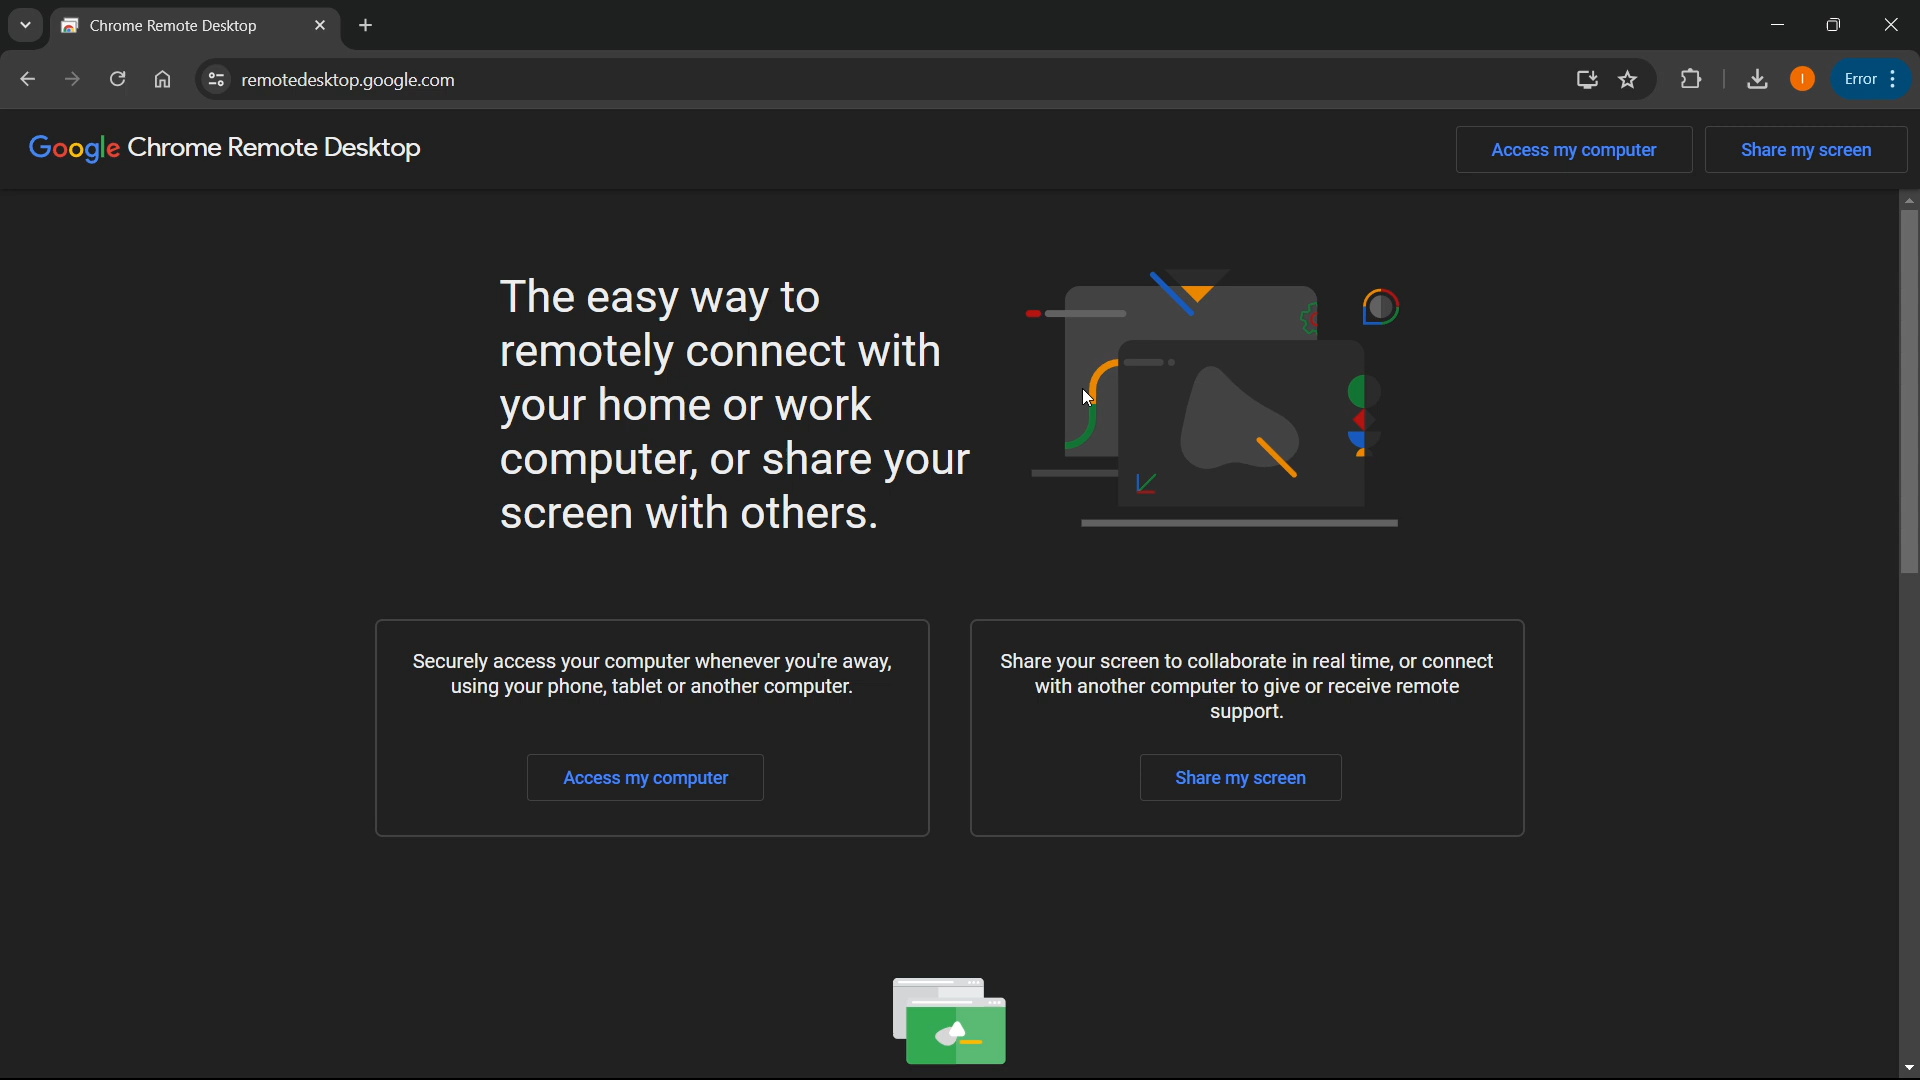 Chrome Remote Desktop
remotedesktop.google.com
I
Error
Google Chrome Remote Desktop
Access my computer
Share my screen
The easy way to
remotely connect with
your home or work
computer, or share your
screen with others.
Securely access your computer whenever you're away,
using your phone, tablet or another computer.
Access my computer
Share your screen to collaborate in real time, or connect
with another computer to give or receive remote
support.
Share my screen